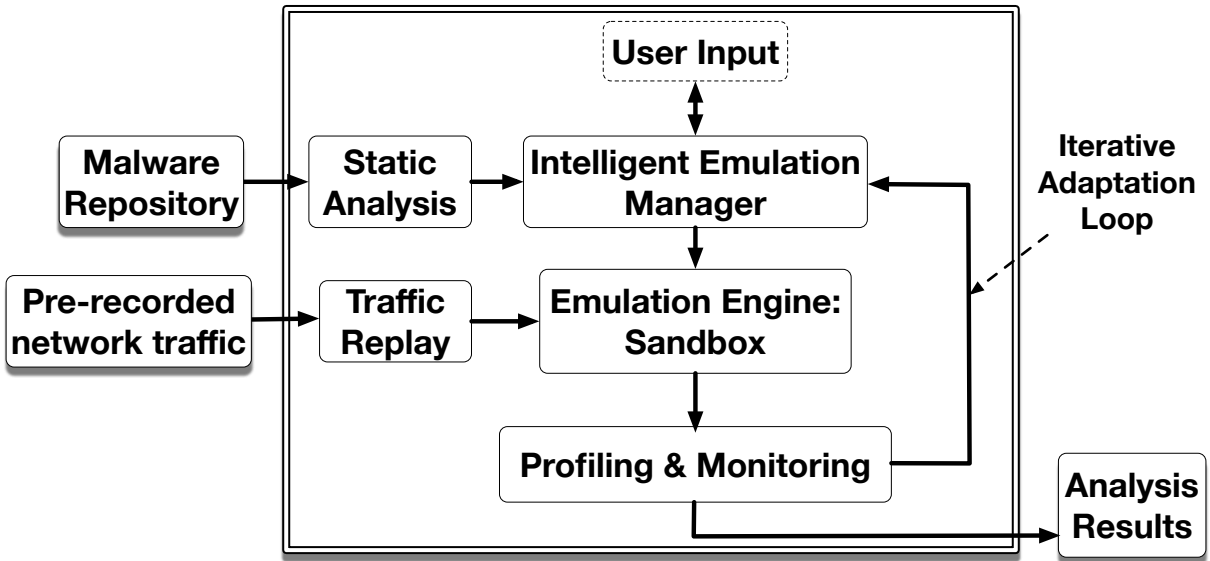 User Input
Malware
Repository
Static
Analysis
Intelligent Emulation
Manager
Iterative
Adaptation
Loop
Pre-recorded
network traffic
Traffic
Replay
Emulation Engine:
Sandbox
Profiling & Monitoring
Analysis
Results